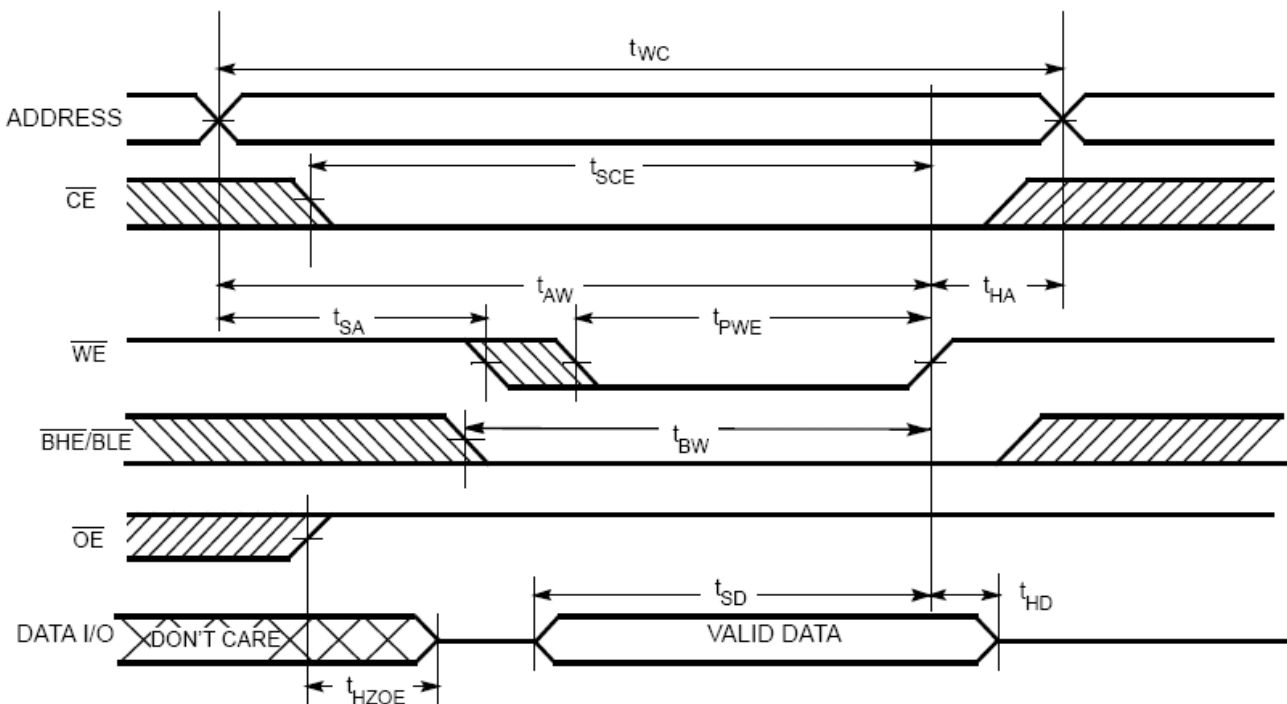 tWC
ADDRESS
tSCE
CE
tAW
tHA
tSA
tPWE
WE
BHE/BLE
tBW
OE
tSD
tHD
DATA I/O
DON'T CARE
VALID DATA
tHZOE